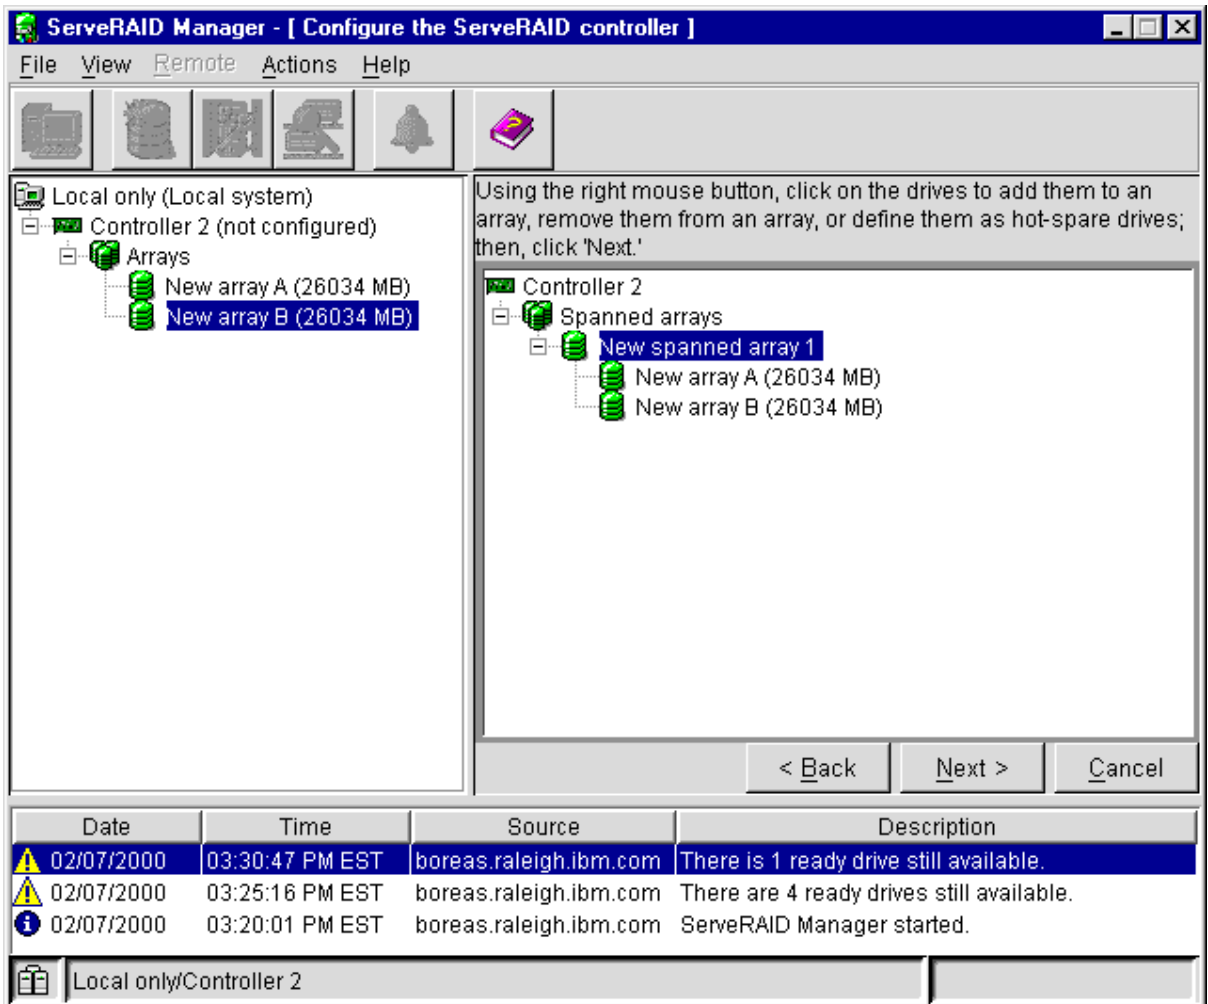 ServeRAID Manager - [ Configure the ServeRAID controller ]
File View Remote Actions Help
Local only (Local system)
Controller 2 (not configured)
Arrays
New array A (26034 MB)
New array B (26034 MB)
Using the right mouse button, click on the drives to add them to an
array, remove them from an array, or define them as hot-spare drives;
then, click 'Next.'
Controller 2
Spanned arrays
New spanned array 1
New array A (26034 MB)
New array B (26034 MB)
< Back Next > Cancel
Date Time Source Description
02/07/2000 03:30:47 PM EST boreas.raleigh.ibm.com There is 1 ready drive still available.
02/07/2000 03:25:16 PM EST boreas.raleigh.ibm.com There are 4 ready drives still available.
02/07/2000 03:20:01 PM EST boreas.raleigh.ibm.com ServeRAID Manager started.
Local only/Controller 2